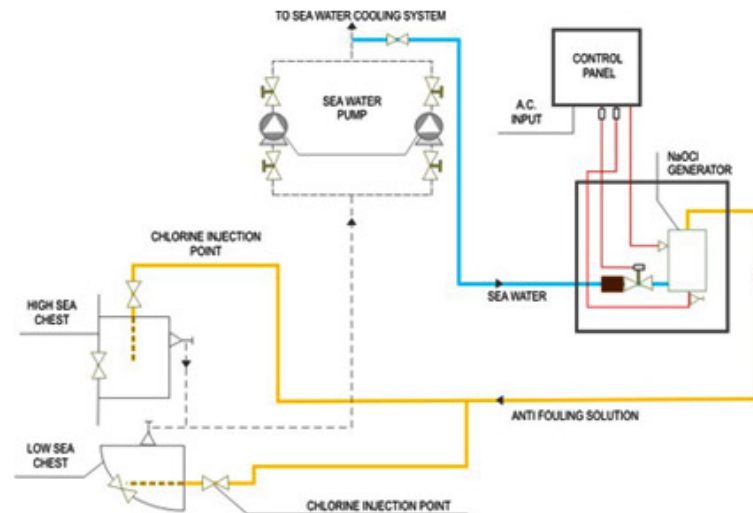 TO SEA WATER COOLING SYSTEM
CONTROL
PANEL
SEA WATER
PUMP
A.C.
INPUT
NaOCl
GENERATOR
CHLORINE INJECTION
POINT
SEA WATER
HIGH SEA
CHEST
ANTI FOULING SOLUTION
LOW SEA
CHEST
CHLORINE INJECTION POINT